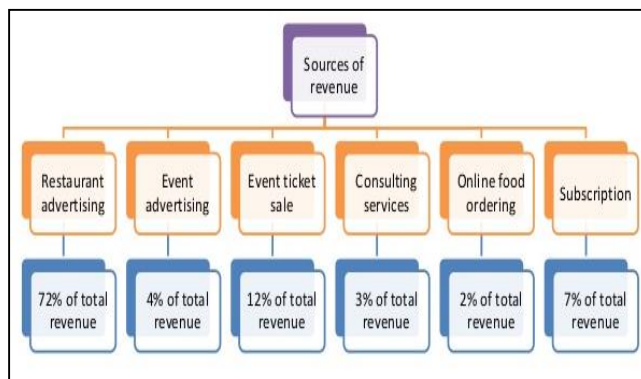 Sources of
revenue
Restaurant
advertising
Event
advertising
Event ticket
sale
Consulting
services
Online food
ordering
Subscription
72% of total
revenue
4% of total
revenue
12% of total
revenue
3% of total
revenue
2% of total
revenue
7% of total
revenue